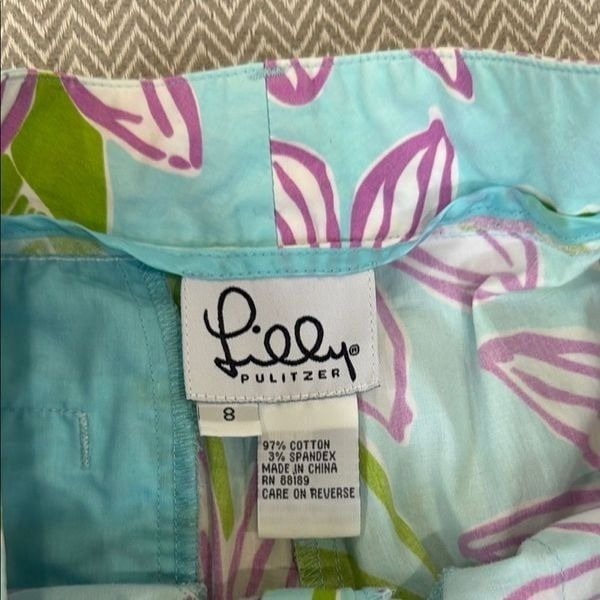 Lilly®
PULITZER
8
97% COTTON
3% SPANDEX
MADE IN CHINA
RN 88189
CARE ON REVERSE